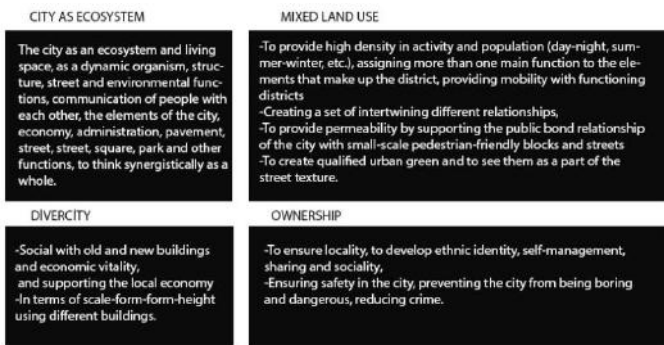 CITY AS ECOSYSTEM
The city as an ecosystem and living
space, as a dynamic organism, struc-
ture, street and environmental func-
tions, communication of people with
each other, the elements of the city,
economy, administration, pavement,
street, street, square, park and other
functions, to think synergistically as a
whole.
MIXED LAND USE
-To provide high density in activity and population (day-night, sum-
mer-winter, etc.), assigning more than one main function to the ele-
ments that make up the district, providing mobility with functioning
districts
-Creating a set of intertwining different relationships,
-To provide permeability by supporting the public bond relationship
of the city with small-scale pedestrian-friendly blocks and streets
-To create qualified urban green and to see them as a part of the
street texture.
DİVERCITY
-Social with old and new buildings
and economic vitality,
and supporting the local economy
-In terms of scale-form-form-height
using different buildings.
OWNERSHIP
-To ensure locality, to develop ethnic identity, self-management,
sharing and sociality,
-Ensuring safety in the city, preventing the city from being boring
and dangerous, reducing crime.